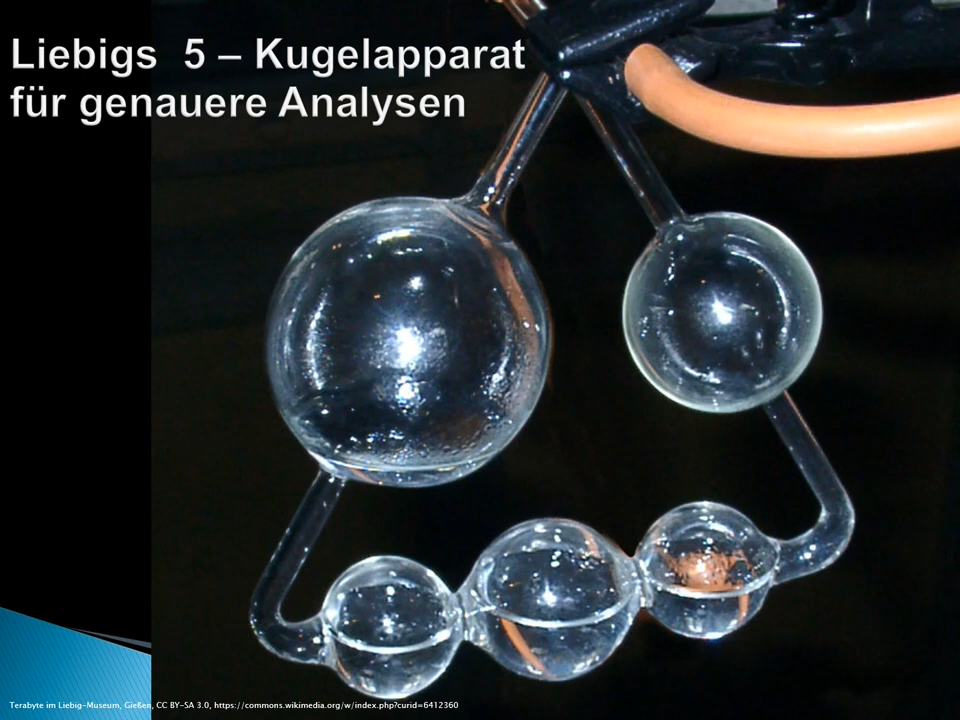 Liebigs  5 – Kugelapparat
für genauere Analysen
Terabyte im Liebig-Museum, Gießen, CC BY-SA 3.0, https://commons.wikimedia.org/w/index.php?curid=6412360